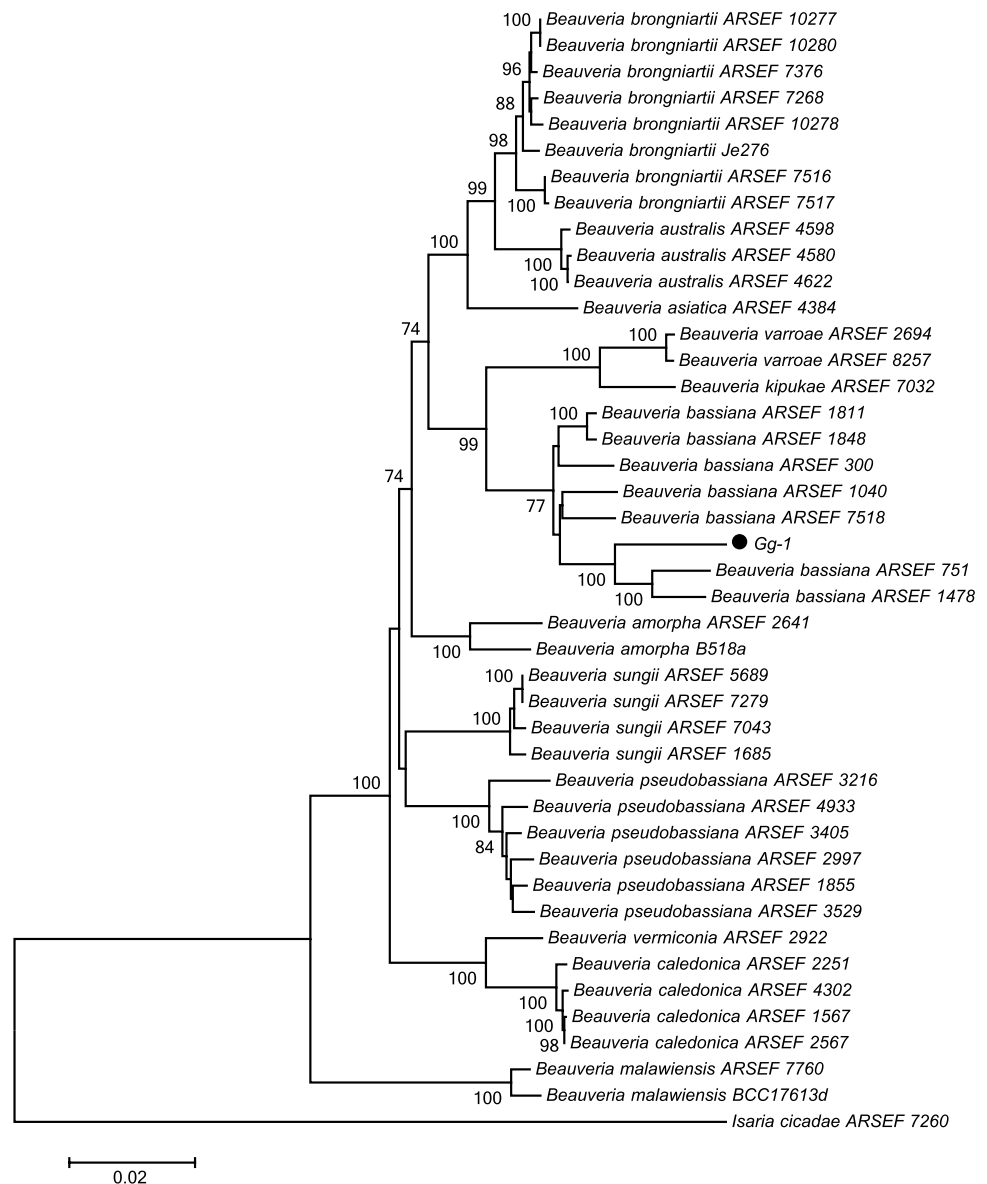 100
Beauveria brongniartii ARSEF 10277
Beauveria brongniartii ARSEF 10280
96
Beauveria brongniartii ARSEF 7376
Beauveria brongniartii ARSEF 7268
88
Beauveria brongniartii ARSEF 10278
98
Beauveria brongniartii Je276
Beauveria brongniartii ARSEF 7516
99
100
Beauveria brongniartii ARSEF 7517
Beauveria australis ARSEF 4598
100
Beauveria australis ARSEF 4580
100
Beauveria australis ARSEF 4622
100
Beauveria asiatica ARSEF 4384
74
100
Beauveria varroae ARSEF 2694
100
Beauveria varroae ARSEF 8257
Beauveria kipukae ARSEF 7032
100
Beauveria bassiana ARSEF 1811
99
Beauveria bassiana ARSEF 1848
Beauveria bassiana ARSEF 300
74
Beauveria bassiana ARSEF 1040
77
Beauveria bassiana ARSEF 7518
Gg-1
100
Beauveria bassiana ARSEF 751
100
Beauveria bassiana ARSEF 1478
Beauveria amorpha ARSEF 2641
100
Beauveria amorpha B518a
100
Beauveria sungii ARSEF 5689
Beauveria sungii ARSEF 7279
100
Beauveria sungii ARSEF 7043
Beauveria sungii ARSEF 1685
100
Beauveria pseudobassiana ARSEF 3216
Beauveria pseudobassiana ARSEF 4933
100
Beauveria pseudobassiana ARSEF 3405
84
Beauveria pseudobassiana ARSEF 2997
Beauveria pseudobassiana ARSEF 1855
Beauveria pseudobassiana ARSEF 3529
Beauveria vermiconia ARSEF 2922
100
Beauveria caledonica ARSEF 2251
100
Beauveria caledonica ARSEF 4302
100
Beauveria caledonica ARSEF 1567
98
Beauveria caledonica ARSEF 2567
Beauveria malawiensis ARSEF 7760
100
Beauveria malawiensis BCC17613d
Isaria cicadae ARSEF 7260
0.02